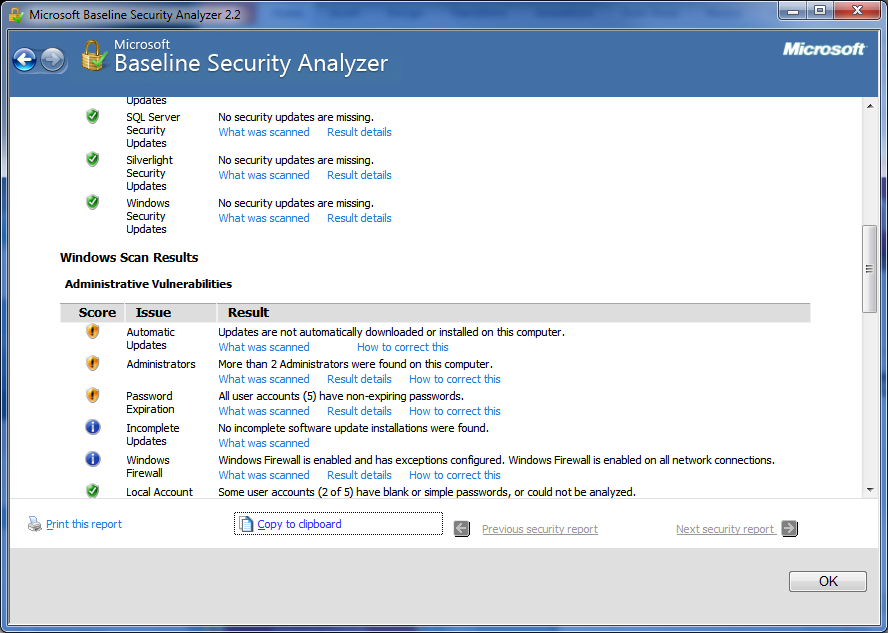 Microsoft Baseline Security Analyzer 2.2
Microsoft
Baseline Security Analyzer
Microsoft
Updates
SQL Server Security Updates
No security updates are missing.
What was scanned Result details
Silverlight Security Updates
No security updates are missing.
What was scanned Result details
Windows Security Updates
No security updates are missing.
What was scanned Result details
Windows Scan Results
Administrative Vulnerabilities
Score Issue Result
Automatic Updates
Updates are not automatically downloaded or installed on this computer.
What was scanned How to correct this
Administrators
More than 2 Administrators were found on this computer.
What was scanned Result details How to correct this
Password Expiration
All user accounts (5) have non-expiring passwords.
What was scanned Result details How to correct this
Incomplete Updates
No incomplete software update installations were found.
What was scanned
Windows Firewall
Windows Firewall is enabled and has exceptions configured. Windows Firewall is enabled on all network connections.
What was scanned Result details How to correct this
Local Account
Some user accounts (2 of 5) have blank or simple passwords, or could not be analyzed.
Print this report
Copy to clipboard
Previous security report
Next security report
OK